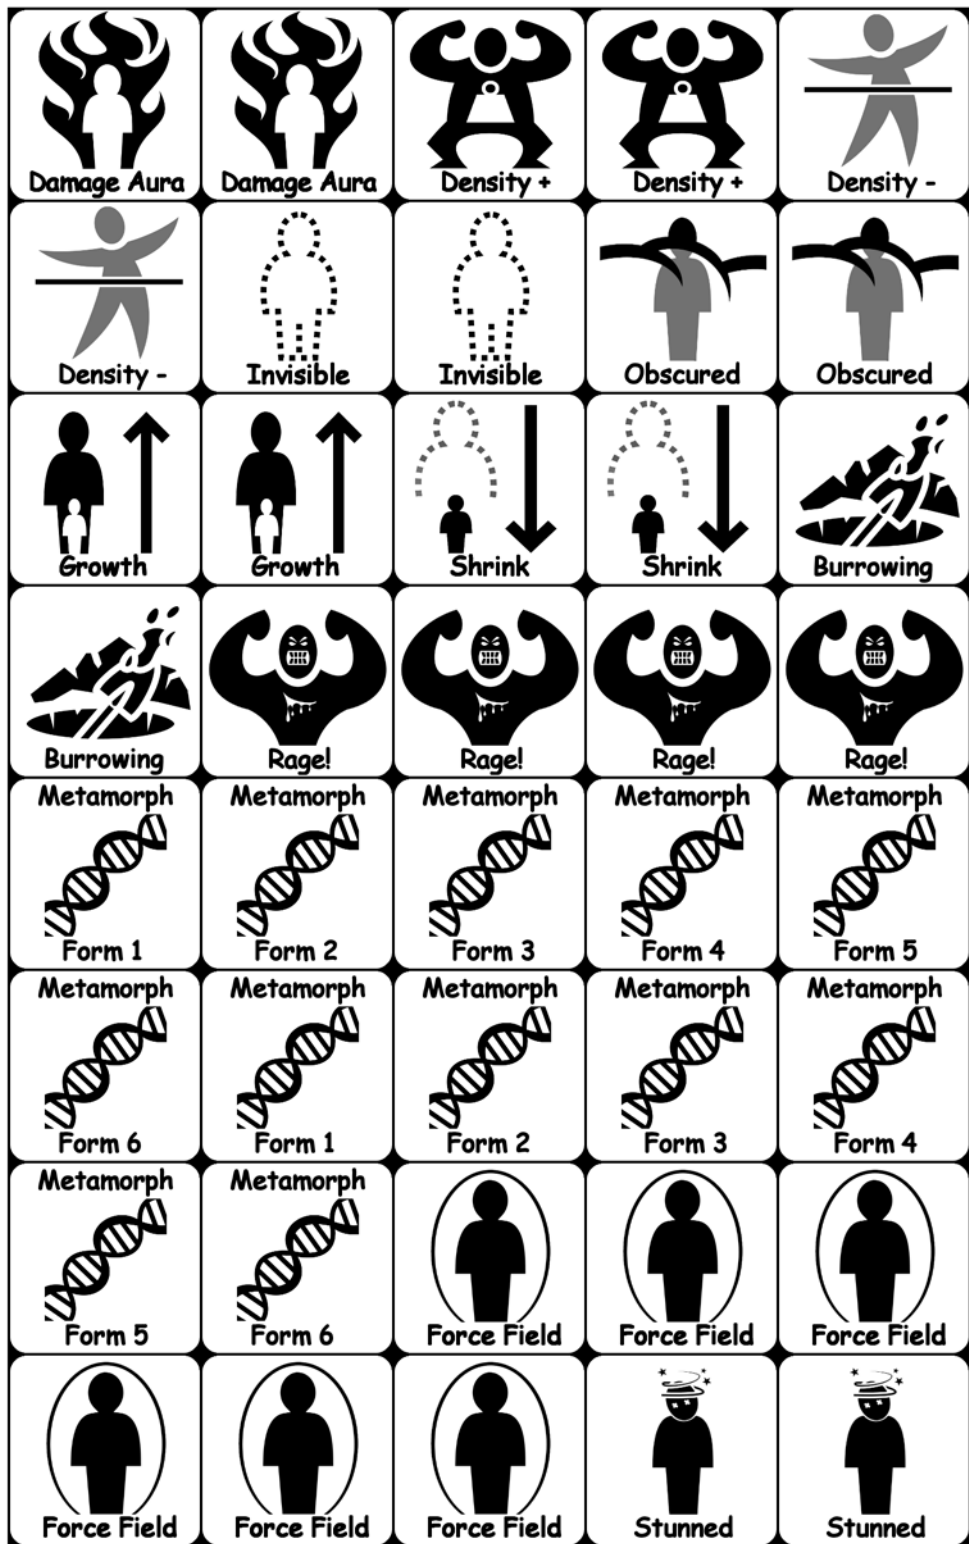 Damage Aura
Damage Aura
Density +
Density +
Density -
Density -
Invisible
Invisible
Obscured
Obscured
Growth
Growth
Shrink
Shrink
Burrowing
Burrowing
Rage!
Rage!
Rage!
Rage!
Metamorph
Form 1
Metamorph
Form 2
Metamorph
Form 3
Metamorph
Form 4
Metamorph
Form 5
Metamorph
Form 6
Metamorph
Form 1
Metamorph
Form 2
Metamorph
Form 3
Metamorph
Form 4
Metamorph
Form 5
Metamorph
Form 6
Force Field
Force Field
Force Field
Force Field
Force Field
Force Field
Stunned
Stunned